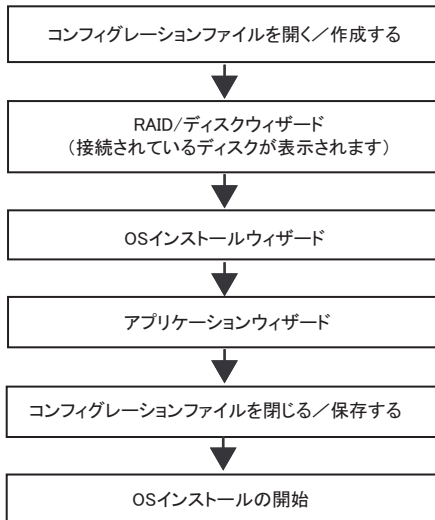 コンフィグレーションファイルを開く／作成する
RAID/ディスクウィザード
（接続されているディスクが表示されます）
OSインストールウィザード
アプリケーションウィザード
コンフィグレーションファイルを閉じる／保存する
OSインストールの開始